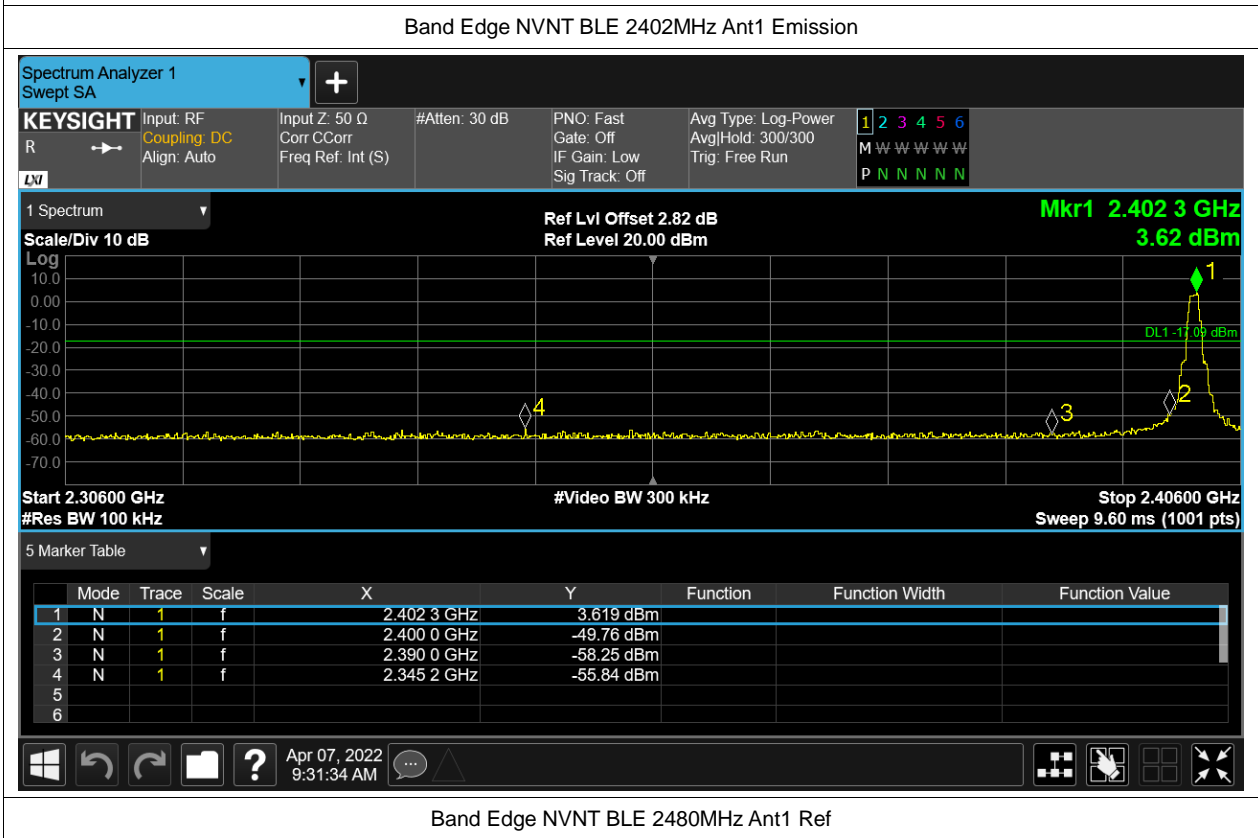 Band Edge NVNT BLE 2402MHz Ant1 Emission
Spectrum Analyzer 1
Swept SA
KEYSIGHT
R
LXI
Input: RF
Coupling: DC
Align: Auto
Input Z: 50 Ω
Corr CCorr
Freq Ref: Int (S)
#Atten: 30 dB
PNO: Fast
Gate: Off
IF Gain: Low
Sig Track: Off
Avg Type: Log-Power
Avg|Hold: 300/300
Trig: Free Run
1 2 3 4 5 6
M W W W W W
P N N N N N
1 Spectrum
Scale/Div 10 dB
Ref Lvl Offset 2.82 dB
Ref Level 20.00 dBm
Mkr1 2.402 3 GHz
3.62 dBm
Log
10.0
0.00
-10.0
-20.0
-30.0
-40.0
-50.0
-60.0
-70.0
1
DL1 -17.09 dBm
2
3
4
Start 2.30600 GHz
#Res BW 100 kHz
#Video BW 300 kHz
Stop 2.40600 GHz
Sweep 9.60 ms (1001 pts)
5 Marker Table
Mode Trace Scale X Y Function Function Width Function Value
1 N 1 f 2.402 3 GHz 3.619 dBm
2 N 1 f 2.400 0 GHz -49.76 dBm
3 N 1 f 2.390 0 GHz -58.25 dBm
4 N 1 f 2.345 2 GHz -55.84 dBm
5
6
?
Apr 07, 2022
9:31:34 AM
Band Edge NVNT BLE 2480MHz Ant1 Ref